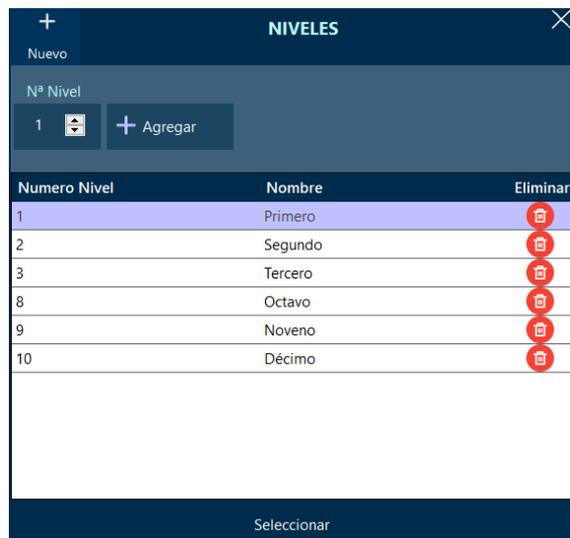 NIVELES
Nuevo
Nª Nivel
1
Agregar
Numero Nivel Nombre Eliminar
1 Primero
2 Segundo
3 Tercero
8 Octavo
9 Noveno
10 Décimo
Seleccionar